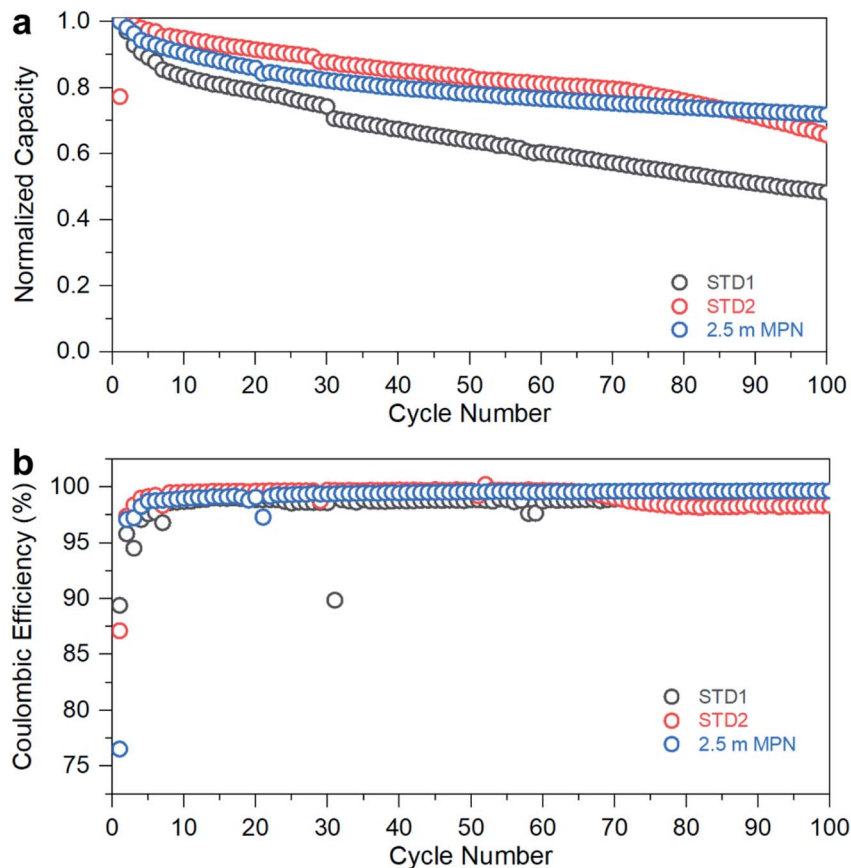 a
1.0
0.8
0.6
0.4
0.2
0.0
Normalized Capacity
STD1
STD2
2.5 m MPN
0 10 20 30 40 50 60 70 80 90 100
Cycle Number
b
100
95
90
85
80
75
Coulombic Efficiency (%)
STD1
STD2
2.5 m MPN
0 10 20 30 40 50 60 70 80 90 100
Cycle Number